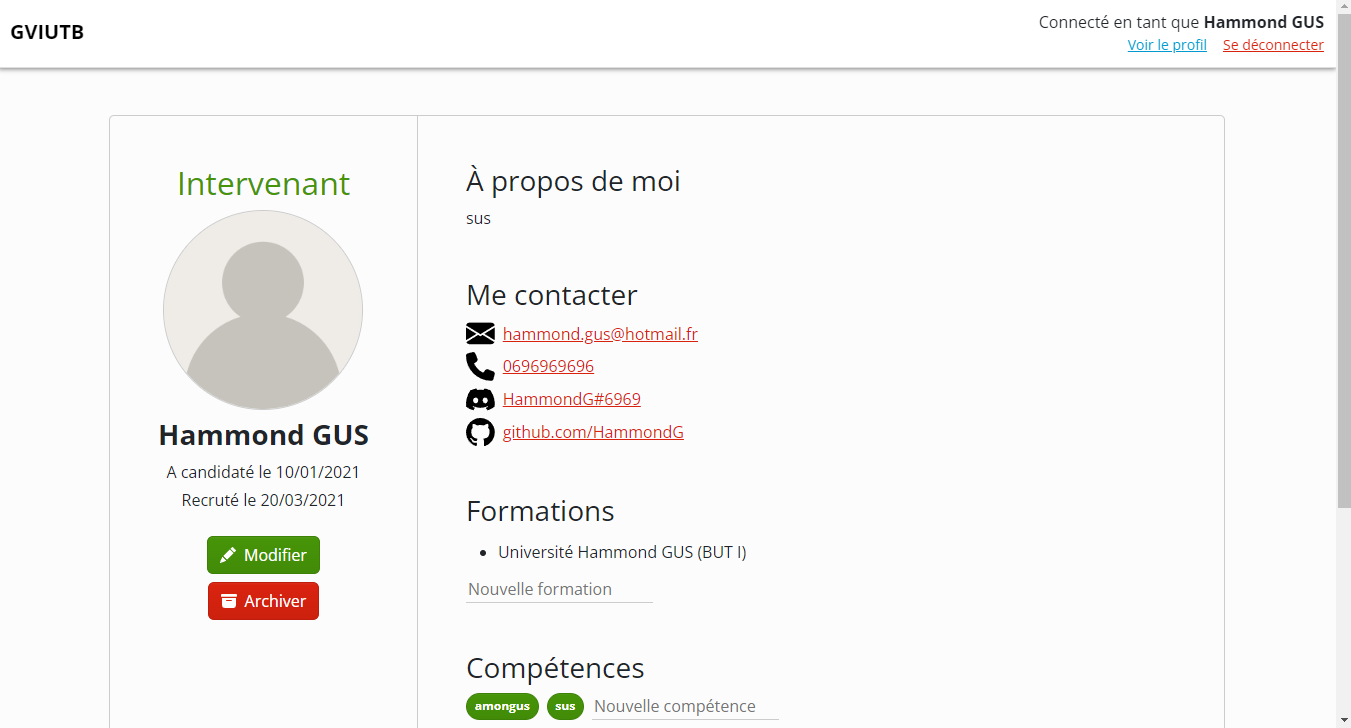 GVIUTB
Connecté en tant que Hammond GUS
Voir le profil Se déconnecter
Intervenant
Hammond GUS
A candidaté le 10/01/2021
Recruté le 20/03/2021
Modifier
Archiver
À propos de moi
sus
Me contacter
hammond.gus@hotmail.fr
0696969696
HammondG#6969
github.com/HammondG
Formations
Université Hammond GUS (BUT I)
Nouvelle formation
Compétences
amongus sus Nouvelle compétence